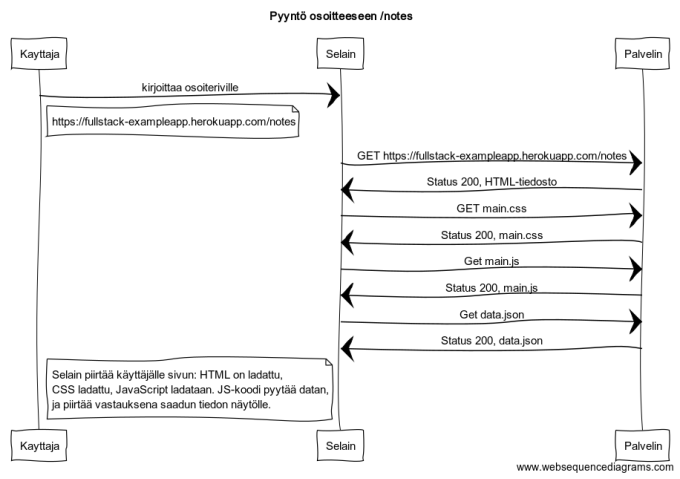 Pyyntö osoitteeseen /notes
Kayttaja
Selain
Palvelin
kirjoittaa osoiteriville
https://fullstack-exampleapp.herokuapp.com/notes
GET https://fullstack-exampleapp.herokuapp.com/notes
Status 200, HTML-tiedosto
GET main.css
Status 200, main.css
Get main.js
Status 200, main.js
Get data.json
Status 200, data.json
Selain piirtää käyttäjälle sivun: HTML on ladattu,
CSS ladattu, JavaScript ladataan. JS-koodi pyytää datan,
ja piirtää vastauksena saadun tiedon näytölle.
Kayttaja
Selain
Palvelin
www.websequencediagrams.com